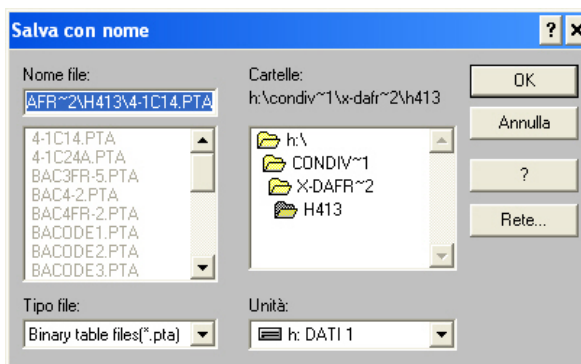 Salva con nome
Nome file:
AFR~2\H413\4-1C14.PTA
4-1C14.PTA
4-1C24A.PTA
BAC3FR-5.PTA
BAC4-2.PTA
BAC4FR-2.PTA
BACODE1.PTA
BACODE2.PTA
BACODE3.PTA
Tipo file:
Binary table files(*.pta)
Cartelle:
h:\condiv~1\x-dafr~2\h413
h:\
CONDIV~1
X-DAFR~2
H413
Unità:
h: DATI 1
OK
Annulla
?
Rete...